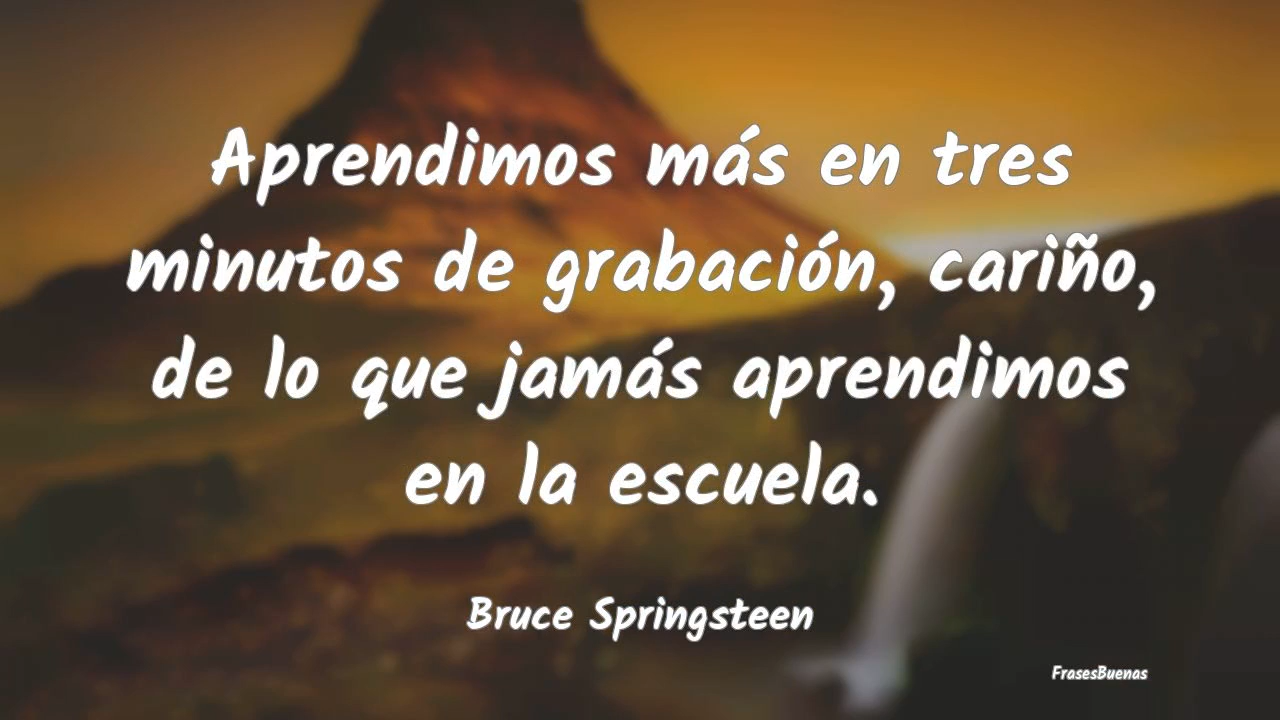 Aprendimos más en tres
minutos de grabación, cariño,
de lo que jamás aprendimos
en la escuela.
Bruce Springsteen
FrasesBuenas